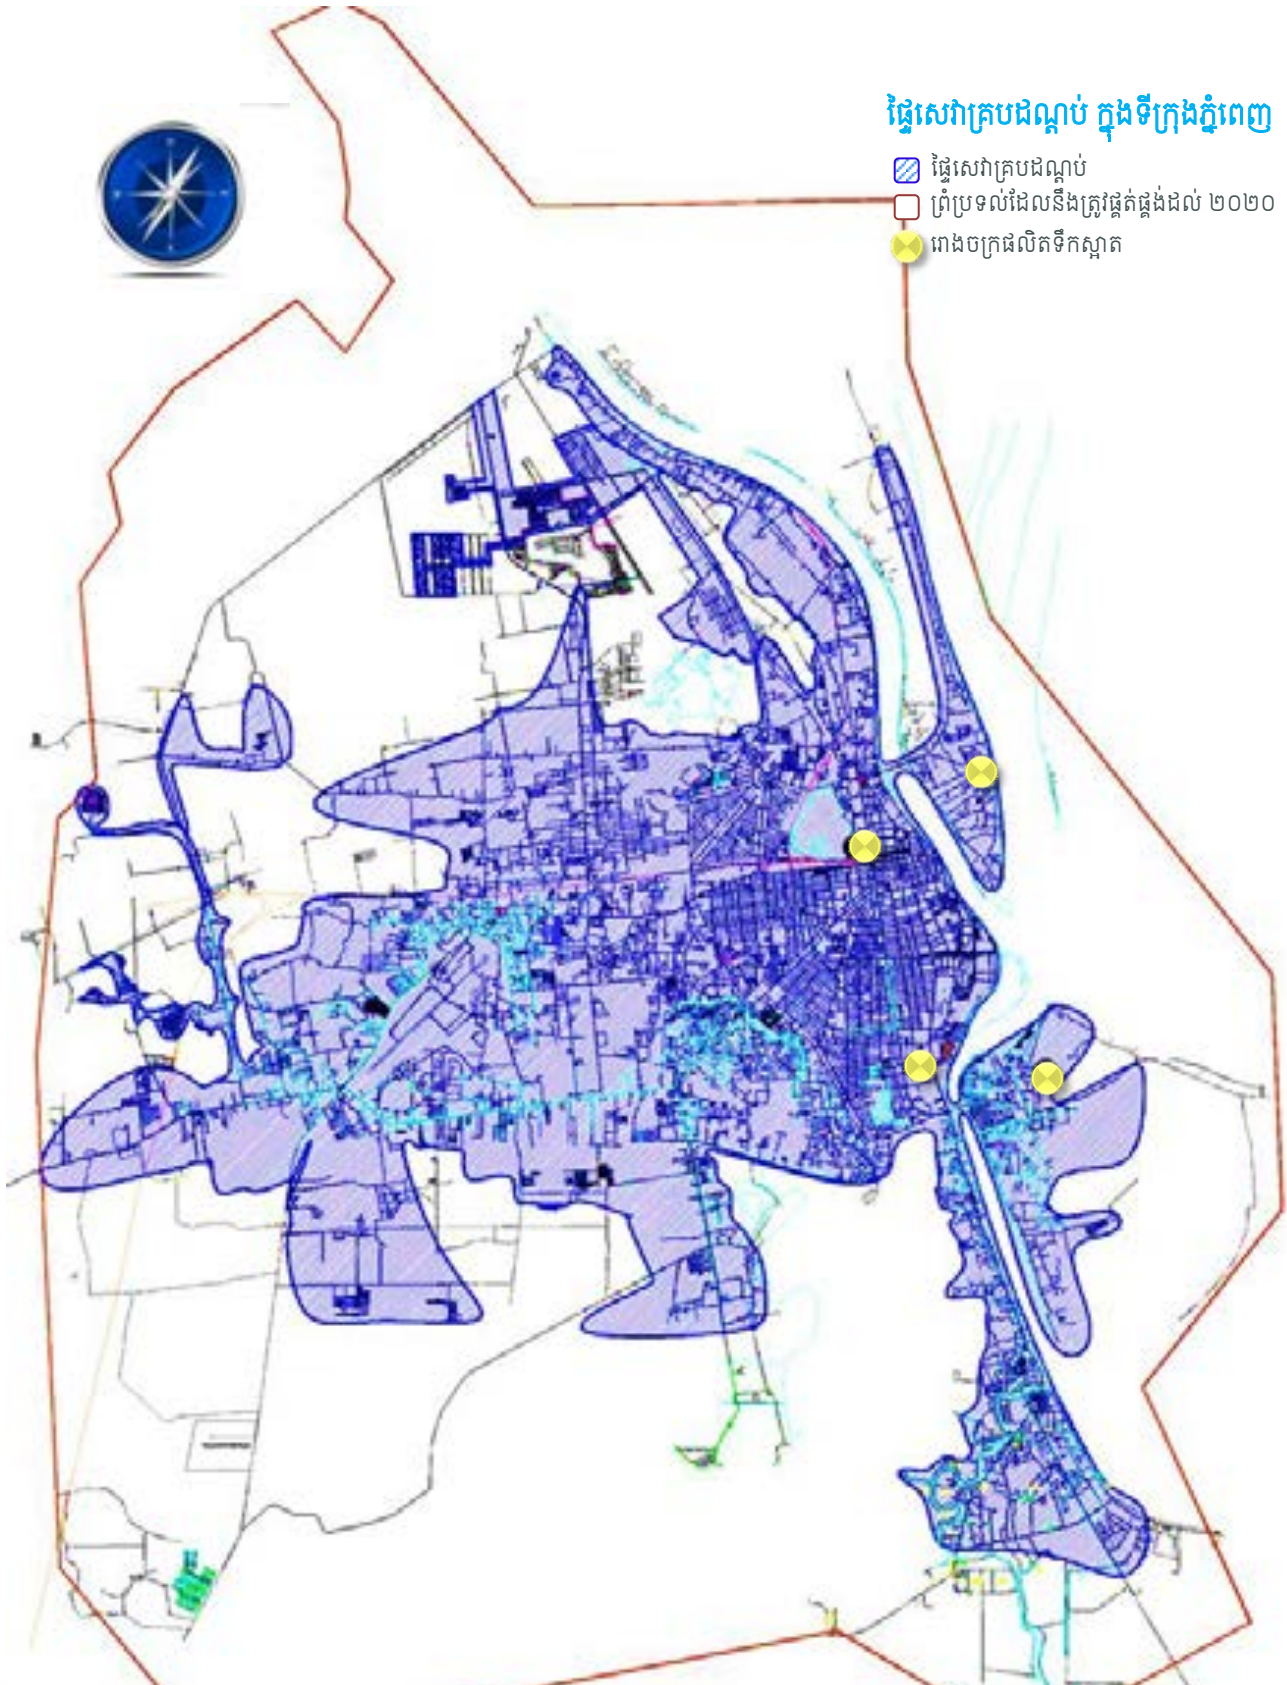 ផ្ទៃសេវាគ្របដណ្ដប់ ក្នុងទីក្រុងភ្នំពេញ
ផ្ទៃសេវាគ្របដណ្ដប់
ព្រំប្រទល់ដែលនឹងត្រូវផ្គត់ផ្គង់ដល់ ២០២០
រោងចក្រផលិតទឹកស្អាត